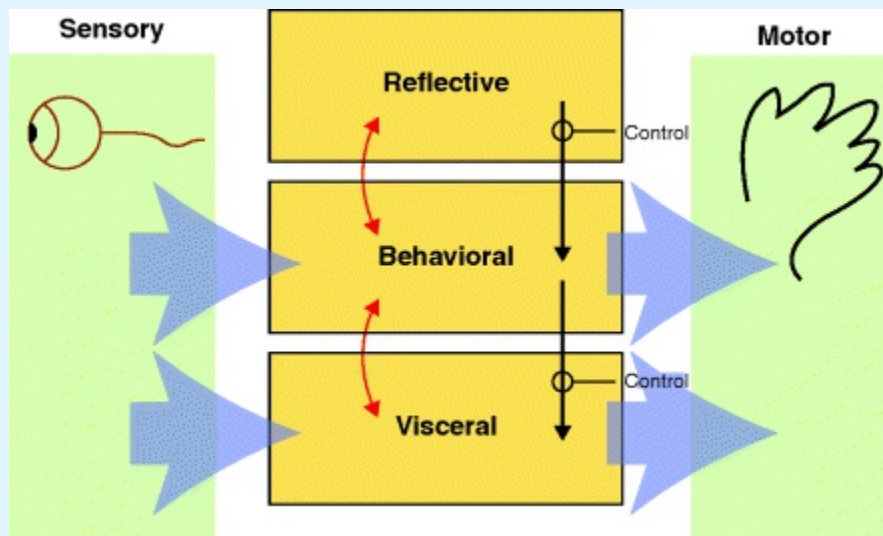 Sensory
Motor
Reflective
Control
Behavioral
Control
Visceral